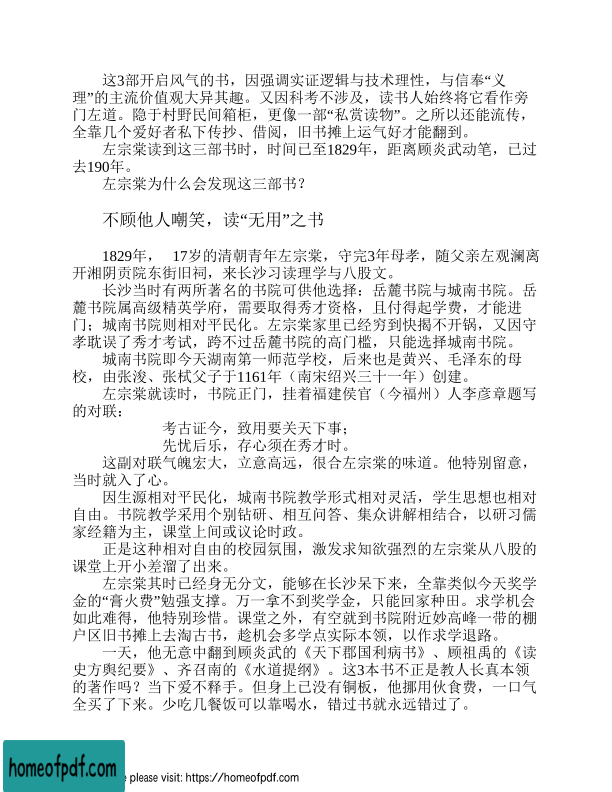 这3部开启风气的书，因强调实证逻辑与技术理性，与信奉“义
理”的主流价值观大异其趣。又因科考不涉及，读书人始终将它看作旁
门左道。隐于村野民间箱柜，更像一部“私赏读物”。之所以还能流传，
全靠几个爱好者私下传抄、借阅，旧书摊上运气好才能翻到。
左宗棠读到这三部书时，时间已至1829年，距离顾炎武动笔，已过
去190年。
左宗棠为什么会发现这三部书？
不顾他人嘲笑，读“无用”之书
1829年， 17岁的清朝青年左宗棠，守完3年母孝，随父亲左观澜离
开湘阴贡院东街旧祠，来长沙习读理学与八股文。
长沙当时有两所著名的书院可供他选择：岳麓书院与城南书院。岳
麓书院属高级精英学府，需要取得秀才资格，且付得起学费，才能进
门；城南书院则相对平民化。左宗棠家里已经穷到快揭不开锅，又因守
孝耽误了秀才考试，跨不过岳麓书院的高门槛，只能选择城南书院。
城南书院即今天湖南第一师范学校，后来也是黄兴、毛泽东的母
校，由张浚、张栻父子于1161年（南宋绍兴三十一年）创建。
左宗棠就读时，书院正门，挂着福建侯官（今福州）人李彦章题写
的对联：
考古证今，致用要关天下事；
先忧后乐，存心须在秀才时。
这副对联气魄宏大，立意高远，很合左宗棠的味道。他特别留意，
当时就入了心。
因生源相对平民化，城南书院教学形式相对灵活，学生思想也相对
自由。书院教学采用个别钻研、相互问答、集众讲解相结合，以研习儒
家经籍为主，课堂上间或议论时政。
正是这种相对自由的校园氛围，激发求知欲强烈的左宗棠从八股的
课堂上开小差溜了出来。
左宗棠其时已经身无分文，能够在长沙呆下来，全靠类似今天奖学
金的“膏火费”勉强支撑。万一拿不到奖学金，只能回家种田。求学机会
如此难得，他特别珍惜。课堂之外，有空就到书院附近妙高峰一带的棚
户区旧书摊上去淘古书，趁机会多学点实际本领，以作求学退路。
一天，他无意中翻到顾炎武的《天下郡国利病书》、顾祖禹的《读
史方舆纪要》、齐召南的《水道提纲》。这3本书不正是教人长真本领
的著作吗？当下爱不释手。但身上已没有铜板，他挪用伙食费，一口气
全买了下来。少吃几餐饭可以靠喝水，错过书就永远错过了。
homeofpdf.com
e please visit: https://homeofpdf.com